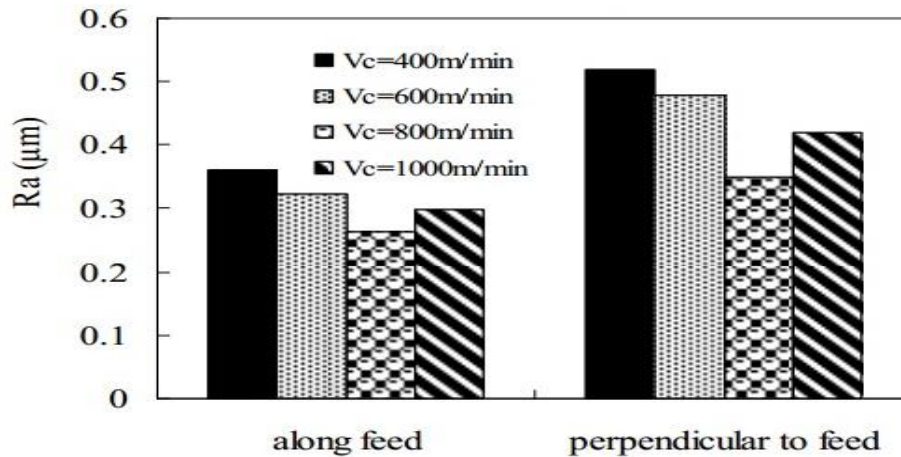 0.6
0.5
0.4
0.3
0.2
0.1
0
Ra (μm)
Vc=400m/min
Vc=600m/min
Vc=800m/min
Vc=1000m/min
along feed
perpendicular to feed